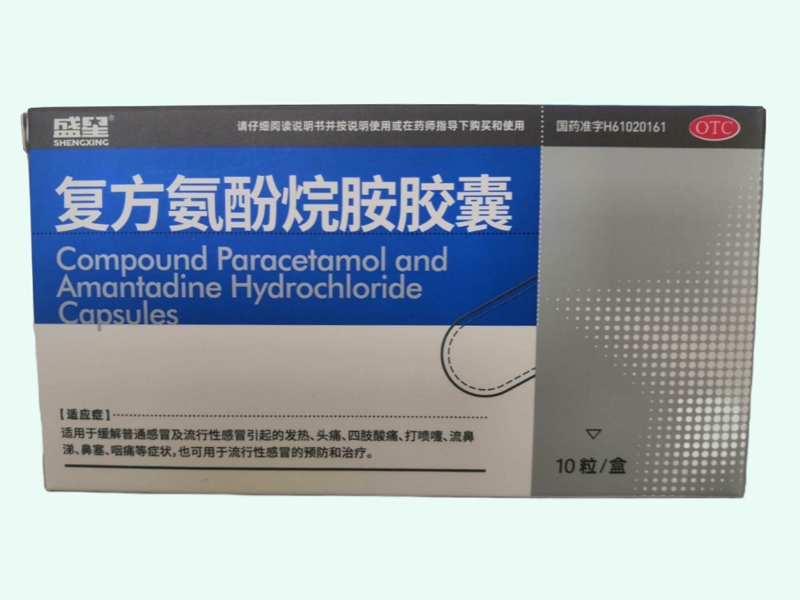 盛星®
SHENGXING
请仔细阅读说明书并按说明使用或在药师指导下购买和使用
国药准字H61020161
OTC
复方氨酚烷胺胶囊
Compound Paracetamol and
Amantadine Hydrochloride
Capsules
【适应症】
适用于缓解普通感冒及流行性感冒引起的发热、头痛、四肢酸痛、打喷嚏、流鼻
涕、鼻塞、咽痛等症状,也可用于流行性感冒的预防和治疗。
10粒/盒